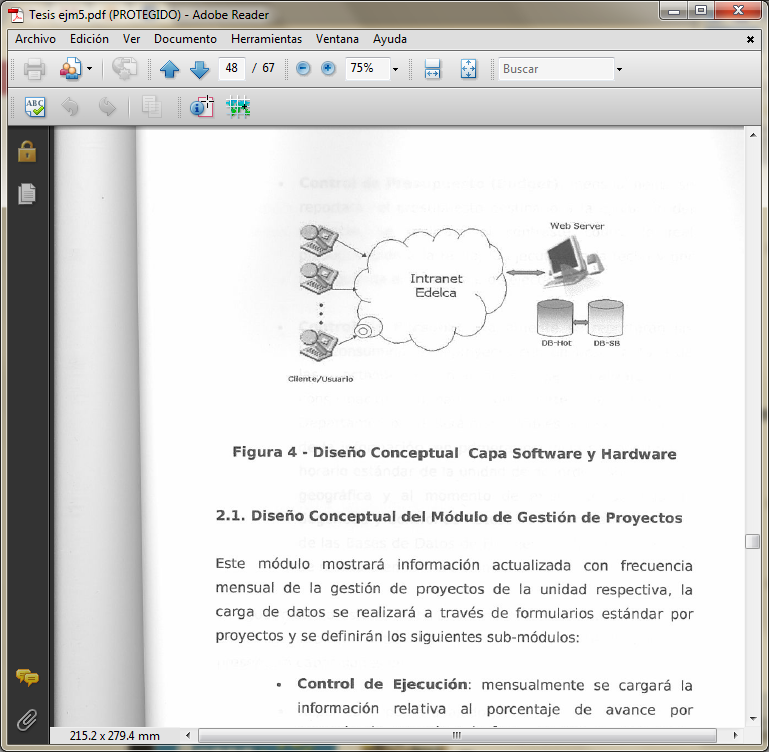 Tesis ejm5.pdf (PROTEGIDO) - Adobe Reader
Archivo Edición Ver Documento Herramientas Ventana Ayuda
48 / 67 75% Buscar
ABC
Web Server
Intranet
Edelca
DB-Hot DB-SB
Cliente/Usuario
Figura 4 - Diseño Conceptual Capa Software y Hardware
2.1. Diseño Conceptual del Módulo de Gestión de Proyectos
Este módulo mostrará información actualizada con frecuencia
mensual de la gestión de proyectos de la unidad respectiva, la
carga de datos se realizará a través de formularios estándar por
proyectos y se definirán los siguientes sub-módulos:
• Control de Ejecución: mensualmente se cargará la
información relativa al porcentaje de avance por
215.2 x 279.4 mm